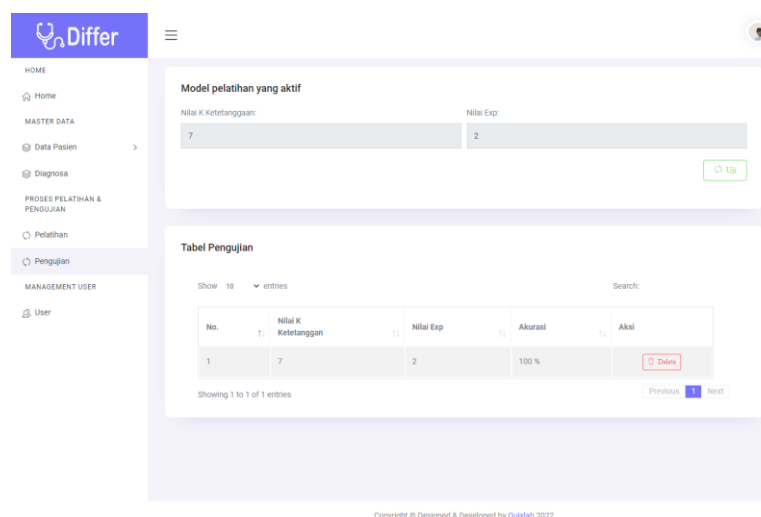 Differ
HOME
Home
MASTER DATA
Data Pasien
Diagnosa
PROSES PELATIHAN &
PENGUJIAN
Pelatihan
Pengujian
MANAGEMENT USER
User
Model pelatihan yang aktif
Nilai K Ketetanggaan: Nilai Exp:
7 2
Uji
Tabel Pengujian
Show 10 entries Search:
No. Nilai K Ketetanggan Nilai Exp Akurasi Aksi
1 7 2 100 % Delete
Showing 1 to 1 of 1 entries Previous 1 Next
Copyright © Designed & Developed by Quixlab 2022